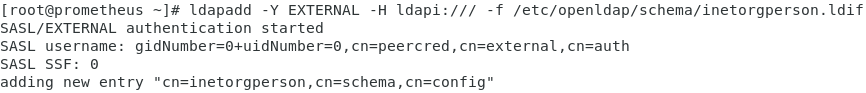 [root@prometheus ~]# ldapadd -Y EXTERNAL -H ldapi:/// -f /etc/openldap/schema/inetorgperson.ldif
SASL/EXTERNAL authentication started
SASL username: gidNumber=0+uidNumber=0,cn=peercred,cn=external,cn=auth
SASL SSF: 0
adding new entry "cn=inetorgperson,cn=schema,cn=config"